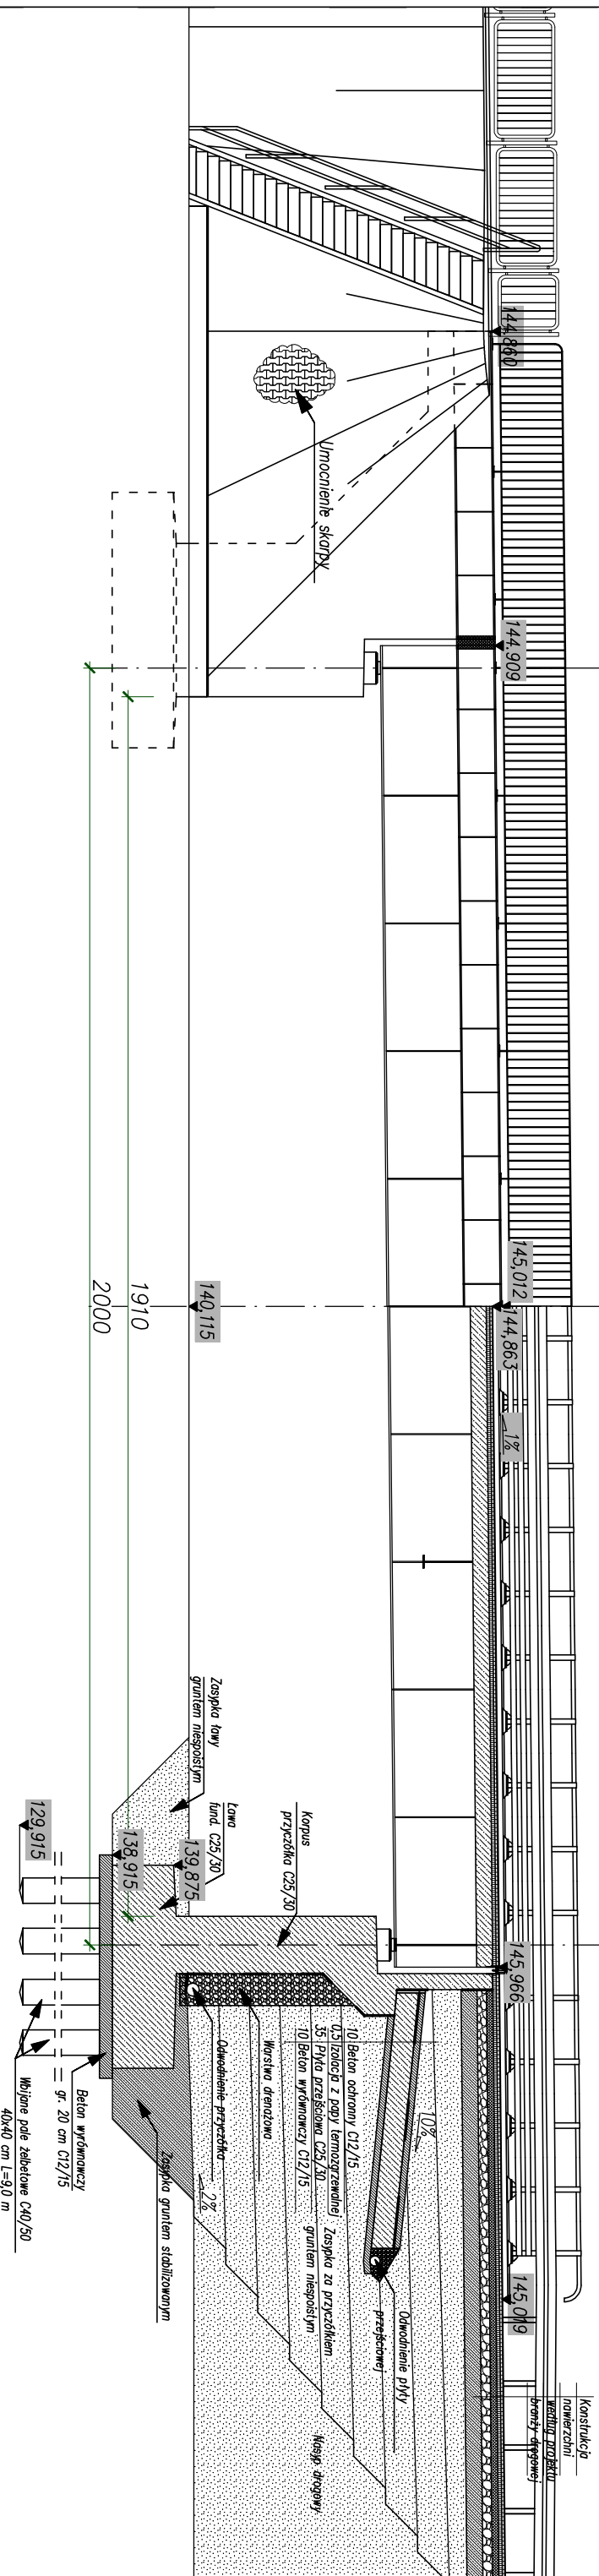 144,860
Umocnienie skarpy
144,909
145,012
144,863
1%
140,115
1910
2000
Zasypka ławy
gruntem niespoistym
Ława
fund. C25/30
Korpus
przyczółka C25/30
145,966
139,875
138,915
129,915
10 Beton ochronny C12/15
0,5 Izolacja z papy termozgrzewalnej
35 Płyta przejściowa C25/30
10 Beton wyrównawczy C12/15
Warstwa drenażowa
Odwodnienie przyczółka
10%
2%
Zasypka za przyczółkiem
gruntem niespoistym
Odwodnienie płyty
przejściowej
145,019
Konstrukcja
nawierzchni
według projektu
branży drogowej
Nasyp drogowy
Zasypka gruntem stabilizowanym
Beton wyrównawczy
gr. 20 cm C12/15
Wbijane pale żelbetowe C40/50
40x40 cm L=9,0 m